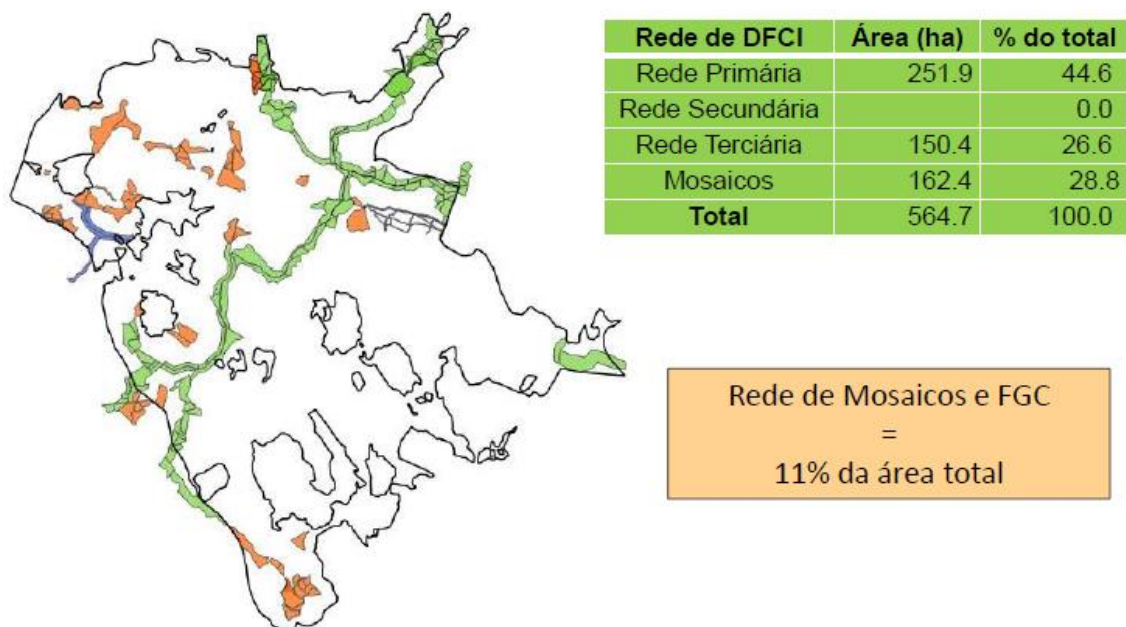 Rede de DFCI Área (ha) % do total
Rede Primária 251.9 44.6
Rede Secundária 0.0
Rede Terciária 150.4 26.6
Mosaicos 162.4 28.8
Total 564.7 100.0
Rede de Mosaicos e FGC
=
11% da área total